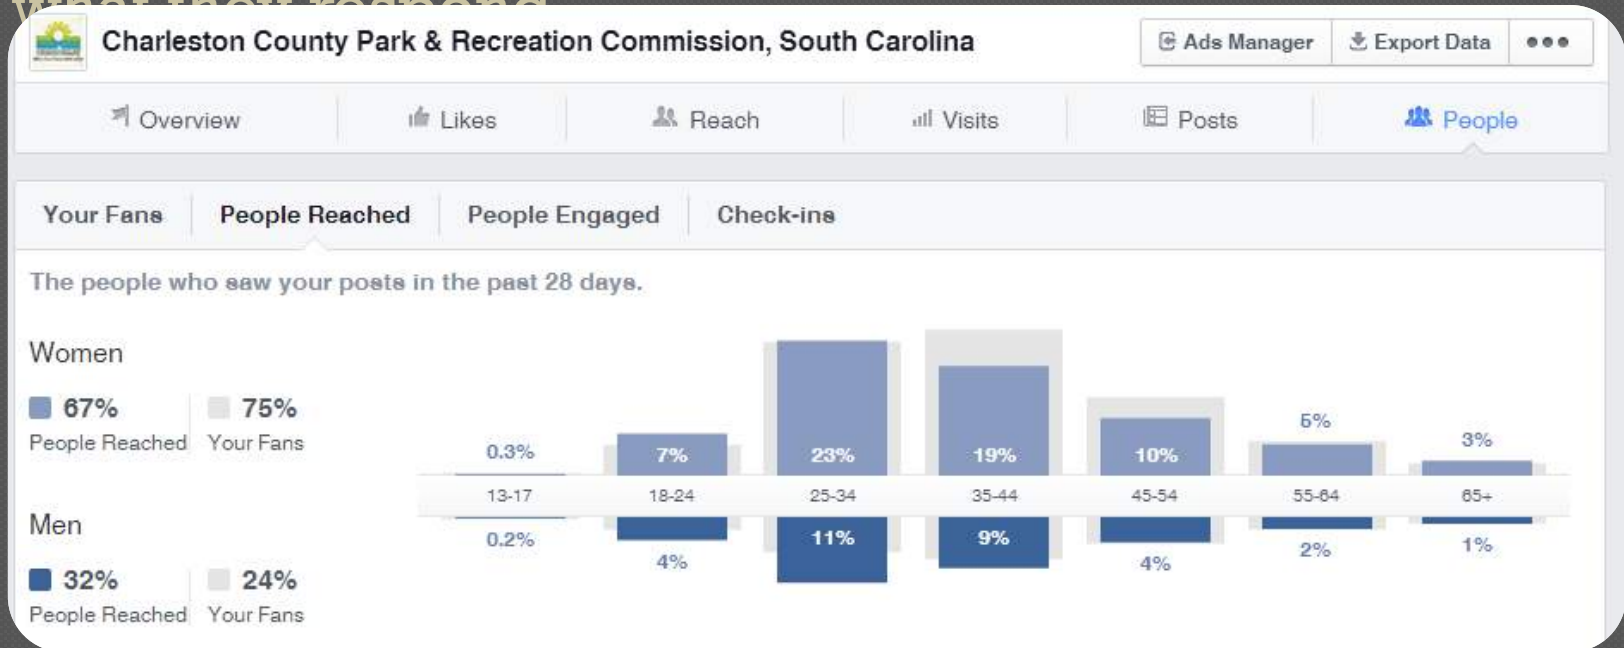 what they respond
Charleston County Park & Recreation Commission, South Carolina
Ads Manager
Export Data
Overview
Likes
Reach
Visits
Posts
People
Your Fans
People Reached
People Engaged
Check-ins
The people who saw your posts in the past 28 days.
Women
67%
People Reached
75%
Your Fans
0.3%
7%
23%
19%
10%
5%
3%
13-17
18-24
25-34
35-44
45-54
55-64
65+
Men
32%
People Reached
24%
Your Fans
0.2%
4%
11%
9%
4%
2%
1%